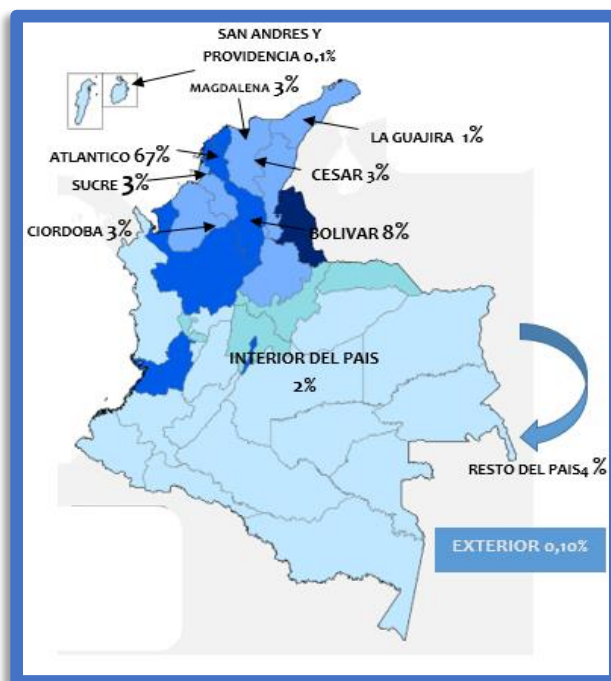 SAN ANDRES Y
PROVIDENCIA 0,1%
MAGDALENA 3%
LA GUAJIRA 1%
ATLANTICO 67%
CESAR 3%
SUCRE 3%
CIORDOBA 3%
BOLIVAR 8%
INTERIOR DEL PAIS
2%
RESTO DEL PAIS4 %
EXTERIOR 0,10%